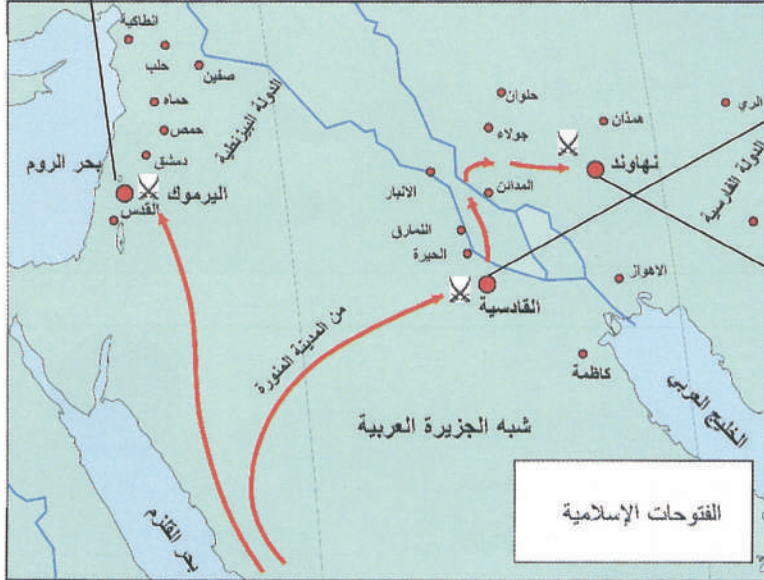 انطاكية
حلب
صفين
حماه
حمص
دمشق
الدولة البيزنطية
بحر الروم
اليرموك
القدس
حلوان
جولاء
همذان
الري
نهاوند
الدولة الفارسية
المدائن
الانبار
النمارق
الحيرة
القادسية
الاهواز
كاظمة
من المدينة المنورة
شبه الجزيرة العربية
الخليج العربي
بحر القلزم
الفتوحات الإسلامية